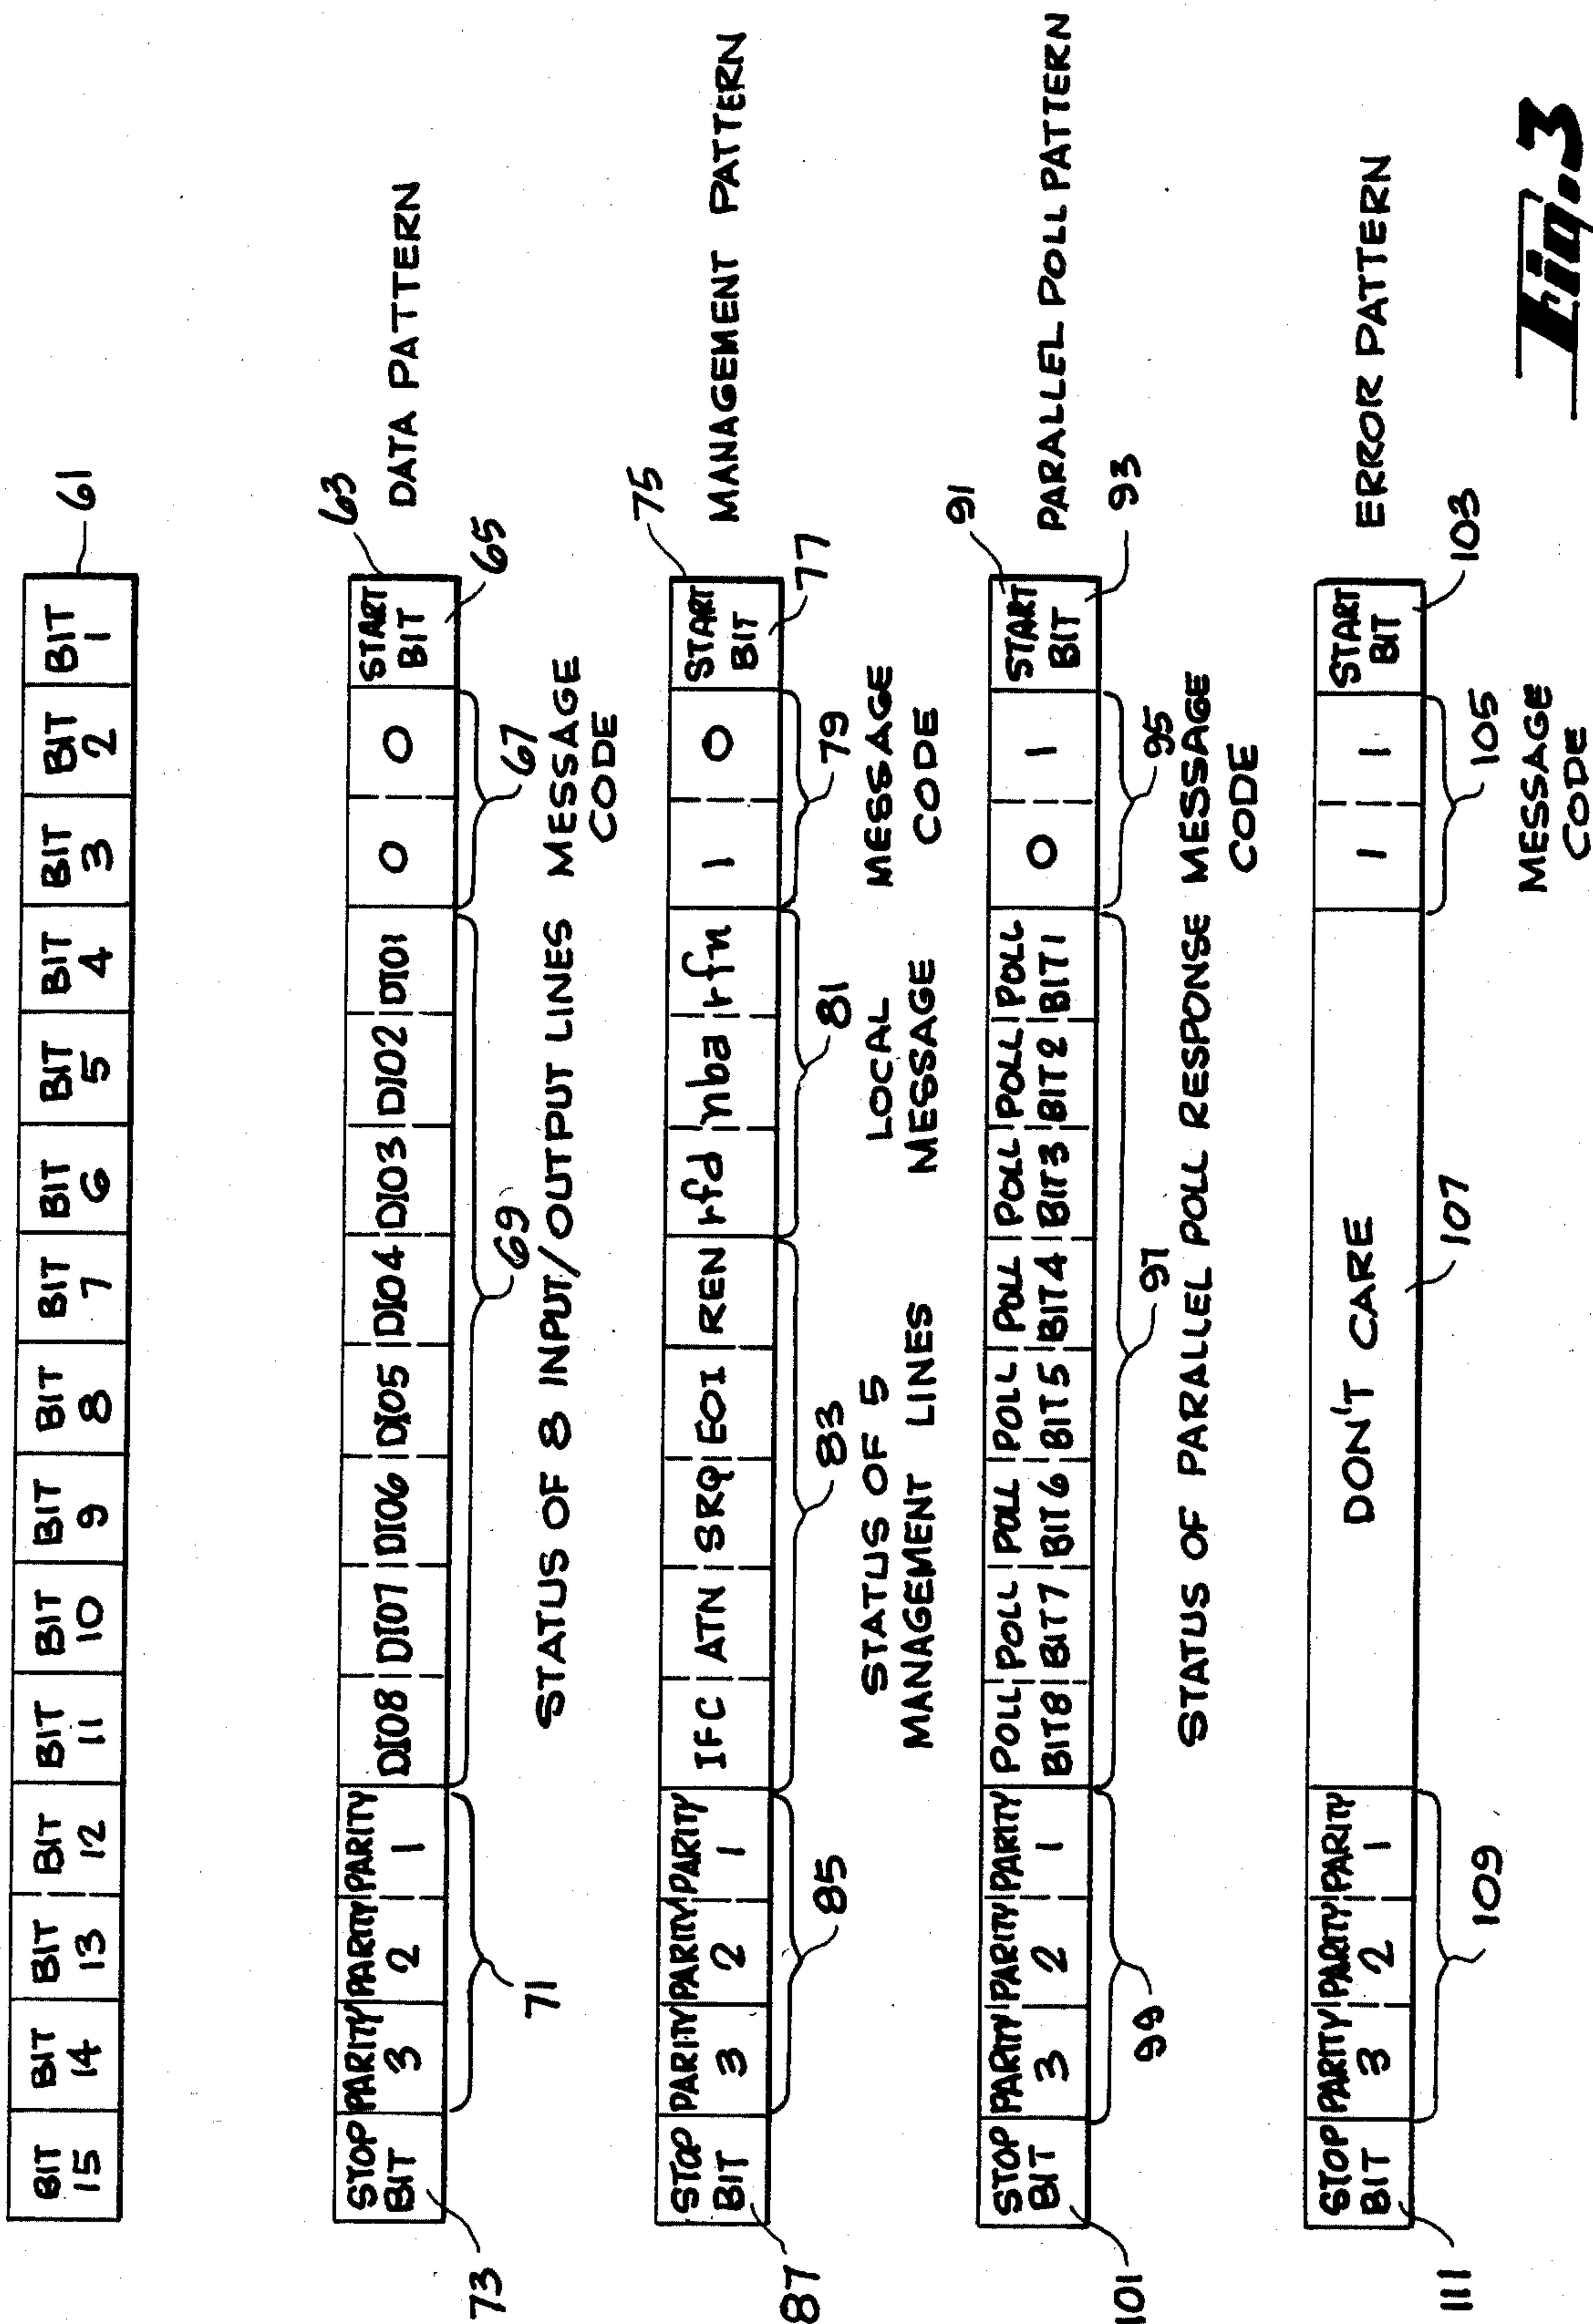 BIT 15 BIT 14 BIT 13 BIT 12 BIT 11 BIT 10 BIT 9 BIT 8 BIT 7 BIT 6 BIT 5 BIT 4 BIT 3 BIT 2 BIT 1
61
STOP BIT PARITY 3 PARITY 2 PARITY 1 DIO8 DIO7 DIO6 DIO5 DIO4 DIO3 DIO2 DIO1 0 0 START BIT
63
DATA PATTERN
73
71
69
67
65
STATUS OF 8 INPUT/OUTPUT LINES
MESSAGE
CODE
STOP BIT PARITY 3 PARITY 2 PARITY 1 IFC ATN SRQ EOI REN rfd nba rfn 1 0 START BIT
75
MANAGEMENT PATTERN
87
85
83
81
79
77
STATUS OF 5
MANAGEMENT LINES
LOCAL
MESSAGE
MESSAGE
CODE
STOP BIT PARITY 3 PARITY 2 PARITY 1 POLL BIT8 POLL BIT7 POLL BIT6 POLL BIT5 POLL BIT4 POLL BIT3 POLL BIT2 POLL BIT1 0 1 START BIT
91
PARALLEL POLL PATTERN
101
99
97
95
93
STATUS OF PARALLEL POLL RESPONSE
MESSAGE
CODE
STOP BIT PARITY 3 PARITY 2 PARITY 1 DON'T CARE 1 1 START BIT
ERROR PATTERN
111
109
107
105
103
MESSAGE
CODE
Fig. 3